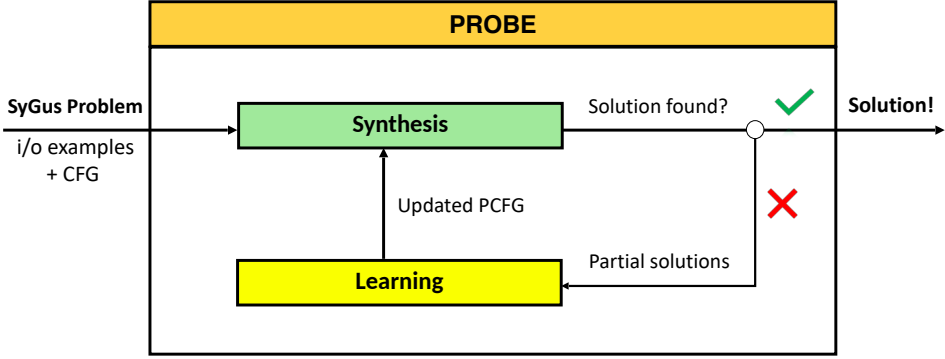 PROBE
SyGus Problem
i/o examples
+ CFG
Synthesis
Solution found?
Solution!
Updated PCFG
Learning
Partial solutions